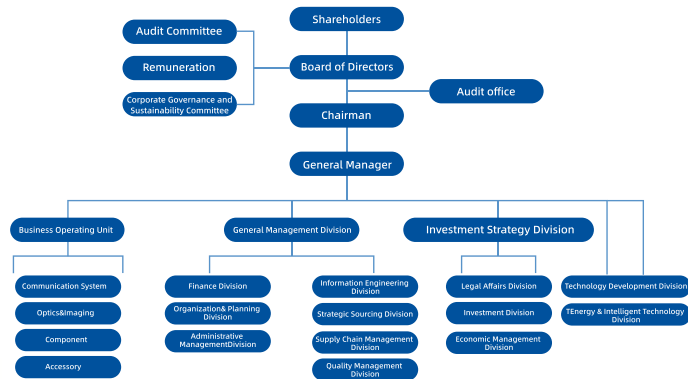 Shareholders
Audit Committee
Board of Directors
Remuneration
Audit office
Corporate Governance and
Sustainability Committee
Chairman
General Manager
Business Operating Unit
General Management Division
Investment Strategy Division
Communication System
Optics&Imaging
Component
Accessory
Finance Division
Organization& Planning
Division
Administrative
ManagementDivision
Information Engineering
Division
Strategic Sourcing Division
Supply Chain Management
Division
Quality Management
Division
Legal Affairs Division
Investment Division
Economic Management
Division
Technology Development Division
TEnergy & Intelligent Technology
Division